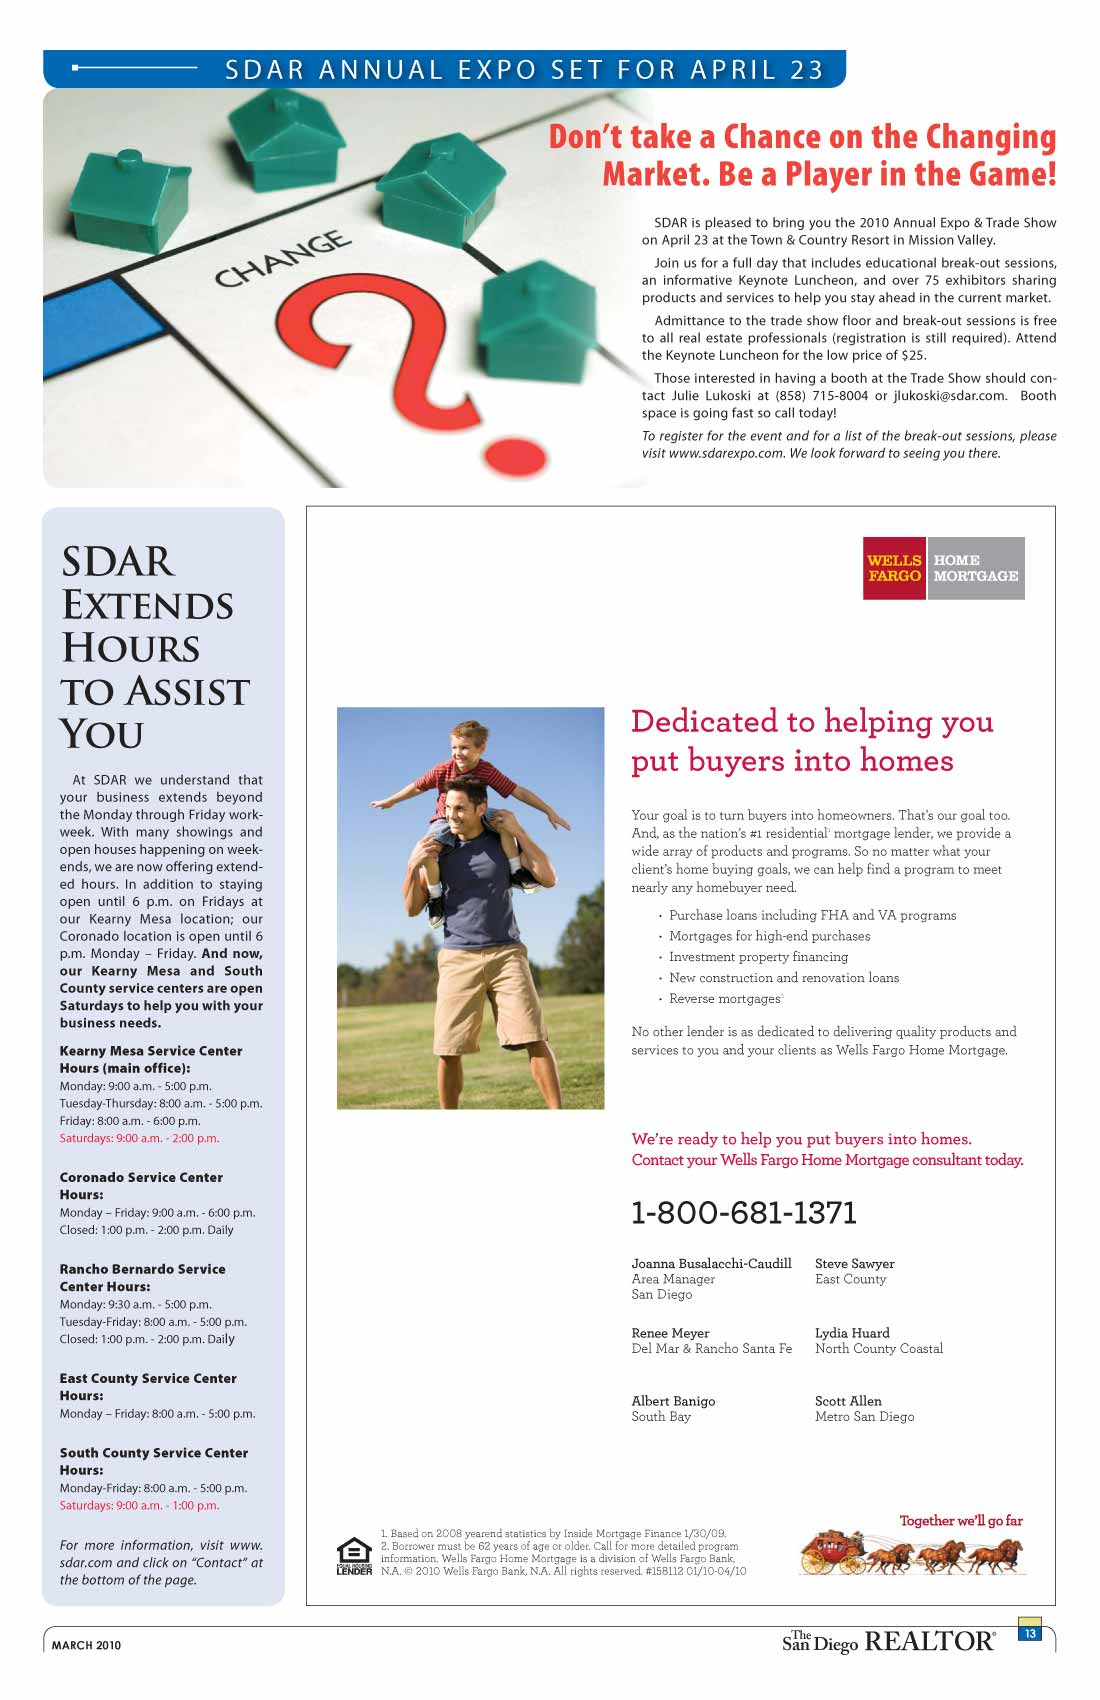 SDAR ANNUAL EXPO SET FOR APRIL 23
CHANGE
?
Don't take a Chance on the Changing
Market. Be a Player in the Game!
SDAR is pleased to bring you the 2010 Annual Expo & Trade Show
on April 23 at the Town & Country Resort in Mission Valley.
Join us for a full day that includes educational break-out sessions,
an informative Keynote Luncheon, and over 75 exhibitors sharing
products and services to help you stay ahead in the current market.
Admittance to the trade show floor and break-out sessions is free
to all real estate professionals (registration is still required). Attend
the Keynote Luncheon for the low price of $25.
Those interested in having a booth at the Trade Show should con-
tact Julie Lukoski at (858) 715-8004 or jlukoski@sdar.com. Booth
space is going fast so call today!
To register for the event and for a list of the break-out sessions, please
visit www.sdarexpo.com. We look forward to seeing you there.
SDAR
Extends
Hours
to Assist
You
At SDAR we understand that
your business extends beyond
the Monday through Friday work-
week. With many showings and
open houses happening on week-
ends, we are now offering extend-
ed hours. In addition to staying
open until 6 p.m. on Fridays at
our Kearny Mesa location; our
Coronado location is open until 6
p.m. Monday – Friday. And now,
our Kearny Mesa and South
County service centers are open
Saturdays to help you with your
business needs.
Kearny Mesa Service Center
Hours (main office):
Monday: 9:00 a.m. - 5:00 p.m.
Tuesday-Thursday: 8:00 a.m. - 5:00 p.m.
Friday: 8:00 a.m. - 6:00 p.m.
Saturdays: 9:00 a.m. - 2:00 p.m.
Coronado Service Center
Hours:
Monday – Friday: 9:00 a.m. - 6:00 p.m.
Closed: 1:00 p.m. - 2:00 p.m. Daily
Rancho Bernardo Service
Center Hours:
Monday: 9:30 a.m. - 5:00 p.m.
Tuesday-Friday: 8:00 a.m. - 5:00 p.m.
Closed: 1:00 p.m. - 2:00 p.m. Daily
East County Service Center
Hours:
Monday – Friday: 8:00 a.m. - 5:00 p.m.
South County Service Center
Hours:
Monday-Friday: 8:00 a.m. - 5:00 p.m.
Saturdays: 9:00 a.m. - 1:00 p.m.
For more information, visit www.
sdar.com and click on "Contact" at
the bottom of the page.
WELLS FARGO
HOME MORTGAGE
Dedicated to helping you
put buyers into homes
Your goal is to turn buyers into homeowners. That's our goal too.
And, as the nation's #1 residential¹ mortgage lender, we provide a
wide array of products and programs. So no matter what your
client's home buying goals, we can help find a program to meet
nearly any homebuyer need.
· Purchase loans including FHA and VA programs
· Mortgages for high-end purchases
· Investment property financing
· New construction and renovation loans
· Reverse mortgages²
No other lender is as dedicated to delivering quality products and
services to you and your clients as Wells Fargo Home Mortgage.
We're ready to help you put buyers into homes.
Contact your Wells Fargo Home Mortgage consultant today.
1-800-681-1371
Joanna Busalacchi-Caudill
Area Manager
San Diego
Steve Sawyer
East County
Renee Meyer
Del Mar & Rancho Santa Fe
Lydia Huard
North County Coastal
Albert Banigo
South Bay
Scott Allen
Metro San Diego
EQUAL HOUSING
LENDER
1. Based on 2008 yearend statistics by Inside Mortgage Finance 1/30/09.
2. Borrower must be 62 years of age or older. Call for more detailed program
information. Wells Fargo Home Mortgage is a division of Wells Fargo Bank,
N.A. © 2010 Wells Fargo Bank, N.A. All rights reserved. #158112 01/10-04/10
Together we'll go far
MARCH 2010
The San Diego REALTOR®
13